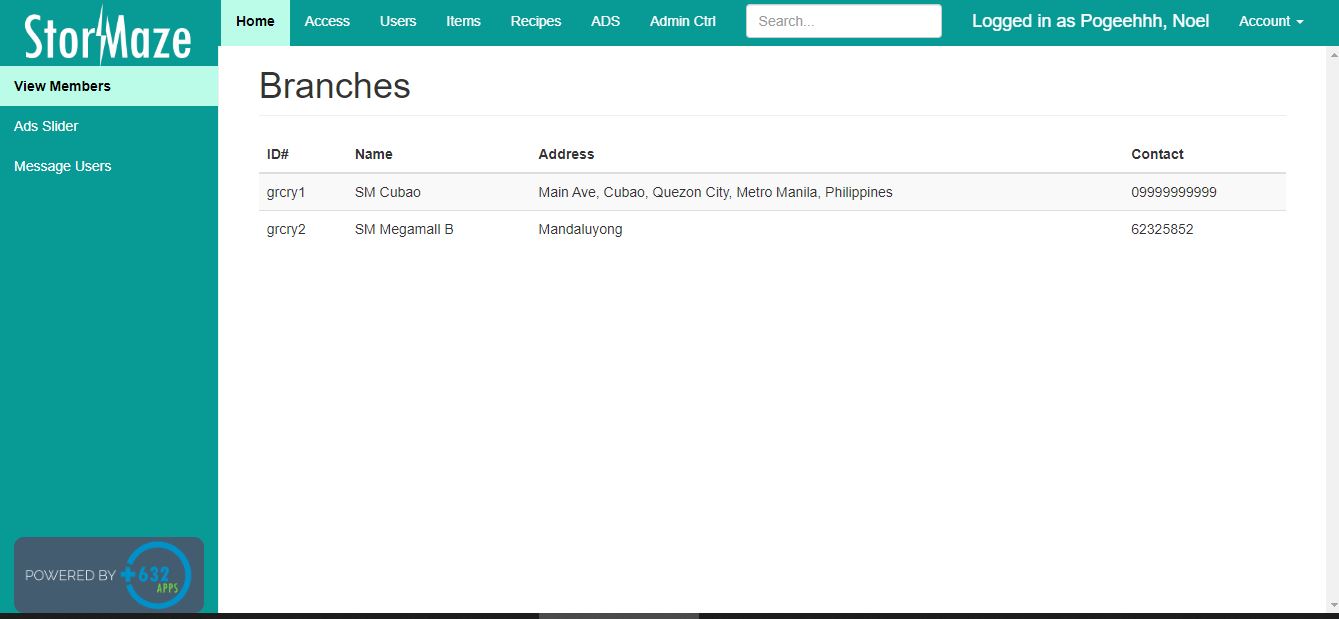 StorMaze
Home Access Users Items Recipes ADS Admin Ctrl Search... Logged in as Pogeehhh, Noel Account
View Members
Ads Slider
Message Users
Branches
ID# Name Address Contact
grcry1 SM Cubao Main Ave, Cubao, Quezon City, Metro Manila, Philippines 09999999999
grcry2 SM Megamall B Mandaluyong 62325852
POWERED BY +632
APPS